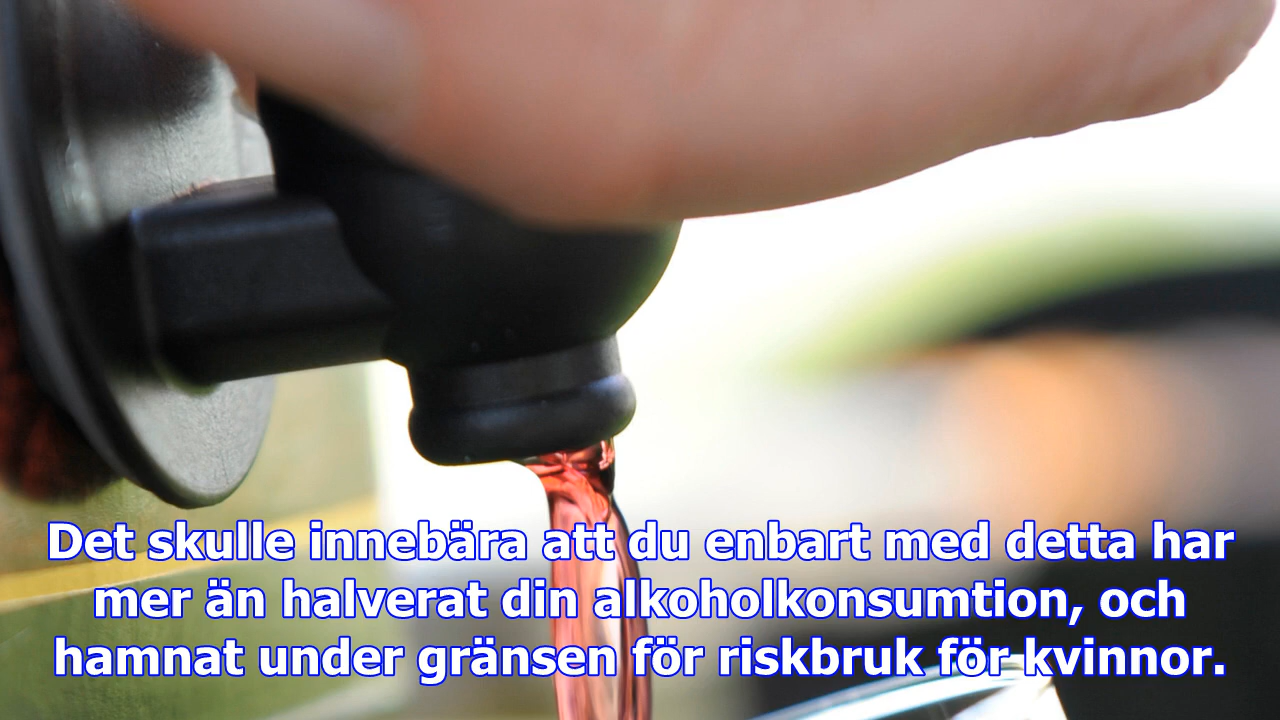 Det skulle innebära att du enbart med detta har
mer än halverat din alkoholkonsumtion, och
hamnat under gränsen för riskbruk för kvinnor.